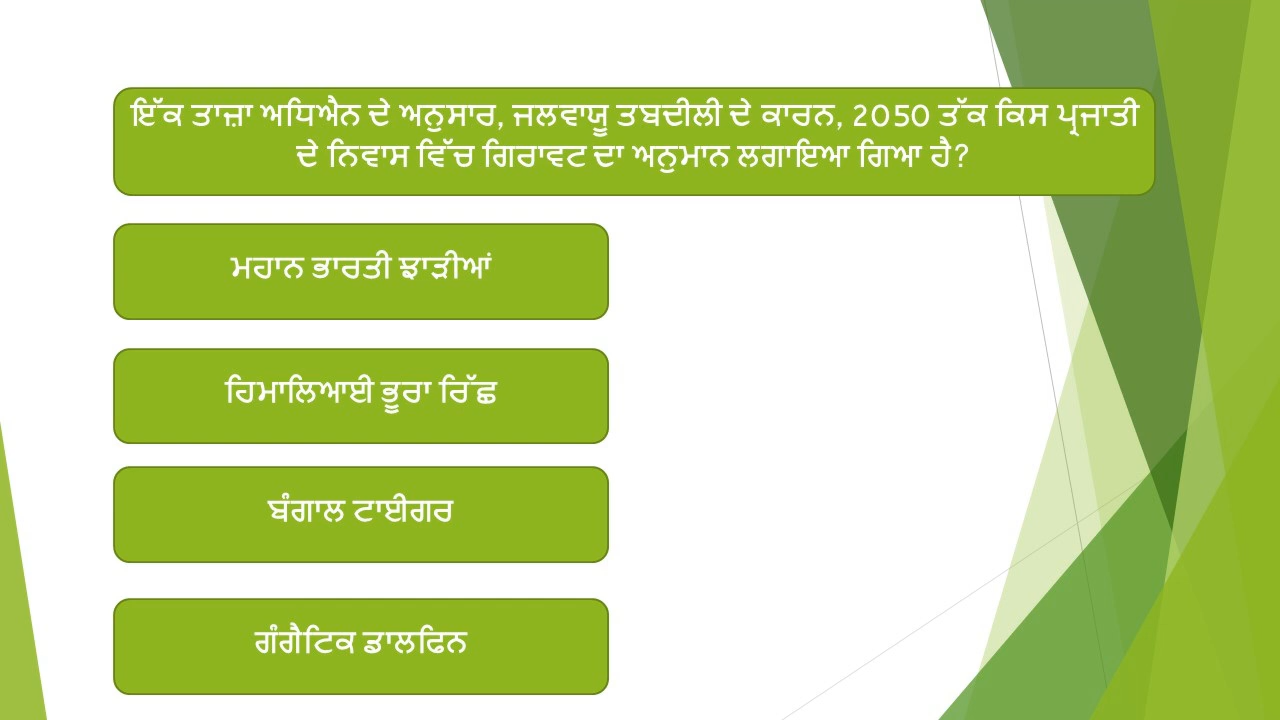 ਇੱਕ ਤਾਜ਼ਾ ਅਧਿਐਨ ਦੇ ਅਨੁਸਾਰ, ਜਲਵਾਯੂ ਤਬਦੀਲੀ ਦੇ ਕਾਰਨ, 2050 ਤੱਕ ਕਿਸ ਪ੍ਰਜਾਤੀ
ਦੇ ਨਿਵਾਸ ਵਿੱਚ ਗਿਰਾਵਟ ਦਾ ਅਨੁਮਾਨ ਲਗਾਇਆ ਗਿਆ ਹੈ?
ਮਹਾਨ ਭਾਰਤੀ ਝਾੜੀਆਂ
ਹਿਮਾਲਿਆਈ ਭੂਰਾ ਰਿੱਛ
ਬੰਗਾਲ ਟਾਈਗਰ
ਗੰਗੈਟਿਕ ਡਾਲਫਿਨ